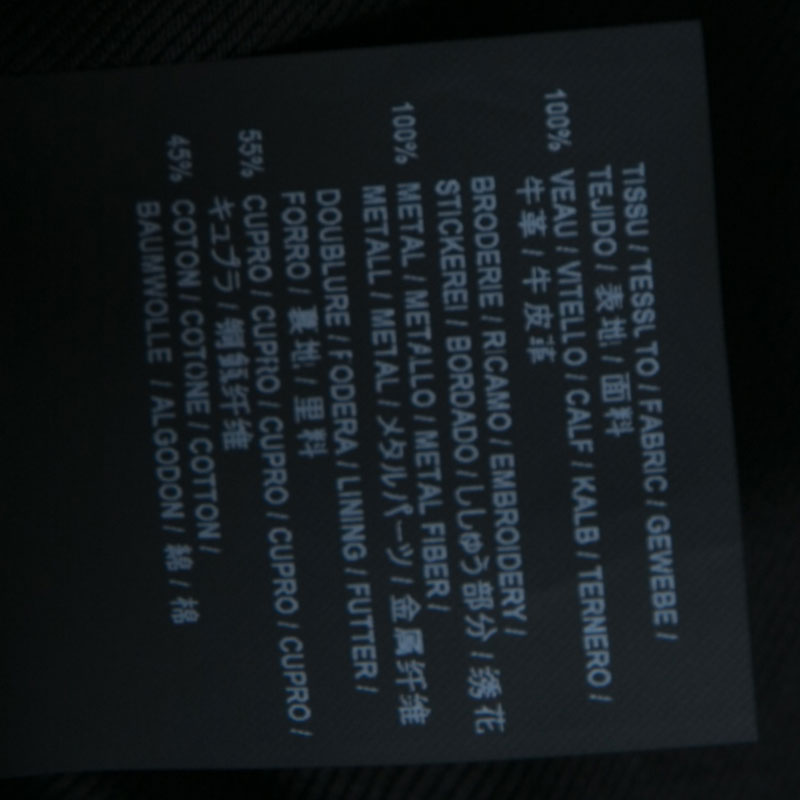 TISSU / TESSUTO / FABRIC / GEWEBE /
TEJIDO / 表地 / 面料
100% VEAU / VITELLO / CALF / KALB / TERNERO /
牛革 / 牛皮革
BRODERIE / RICAMO / EMBROIDERY /
STICKEREI / BORDADO / ししゅう部分 / 绣花
100% METAL / METALLO / METAL FIBER /
METALL / METAL / メタルパーツ / 金属纤维
DOUBLURE / FODERA / LINING / FUTTER /
FORRO / 裏地 / 里料
55% CUPRO / CUPRO / CUPRO / CUPRO / CUPRO /
キュプラ / 铜氨纤维
45% COTON / COTONE / COTTON /
BAUMWOLLE / ALGODON / 綿 / 棉